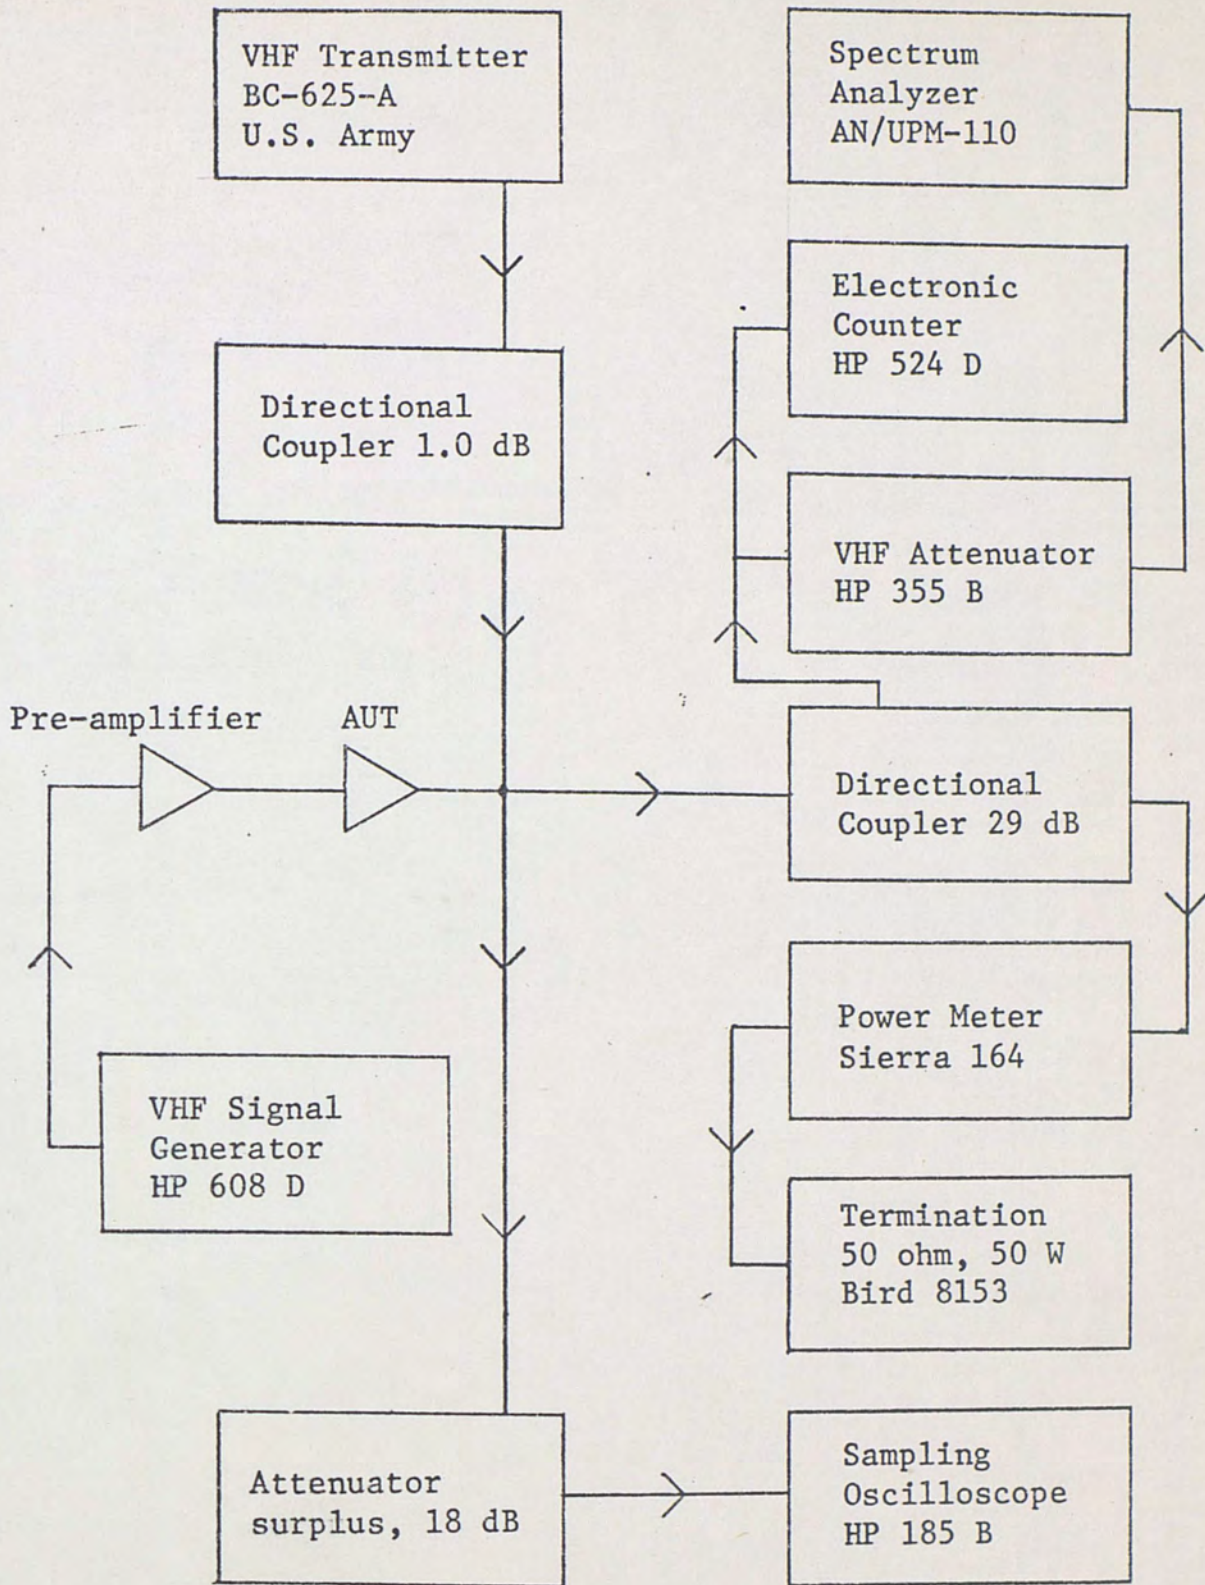 VHF Transmitter
BC-625-A
U.S. Army
Spectrum
Analyzer
AN/UPM-110
Electronic
Counter
HP 524 D
Directional
Coupler 1.0 dB
VHF Attenuator
HP 355 B
Pre-amplifier
AUT
Directional
Coupler 29 dB
Power Meter
Sierra 164
VHF Signal
Generator
HP 608 D
Termination
50 ohm, 50 W
Bird 8153
Attenuator
surplus, 18 dB
Sampling
Oscilloscope
HP 185 B